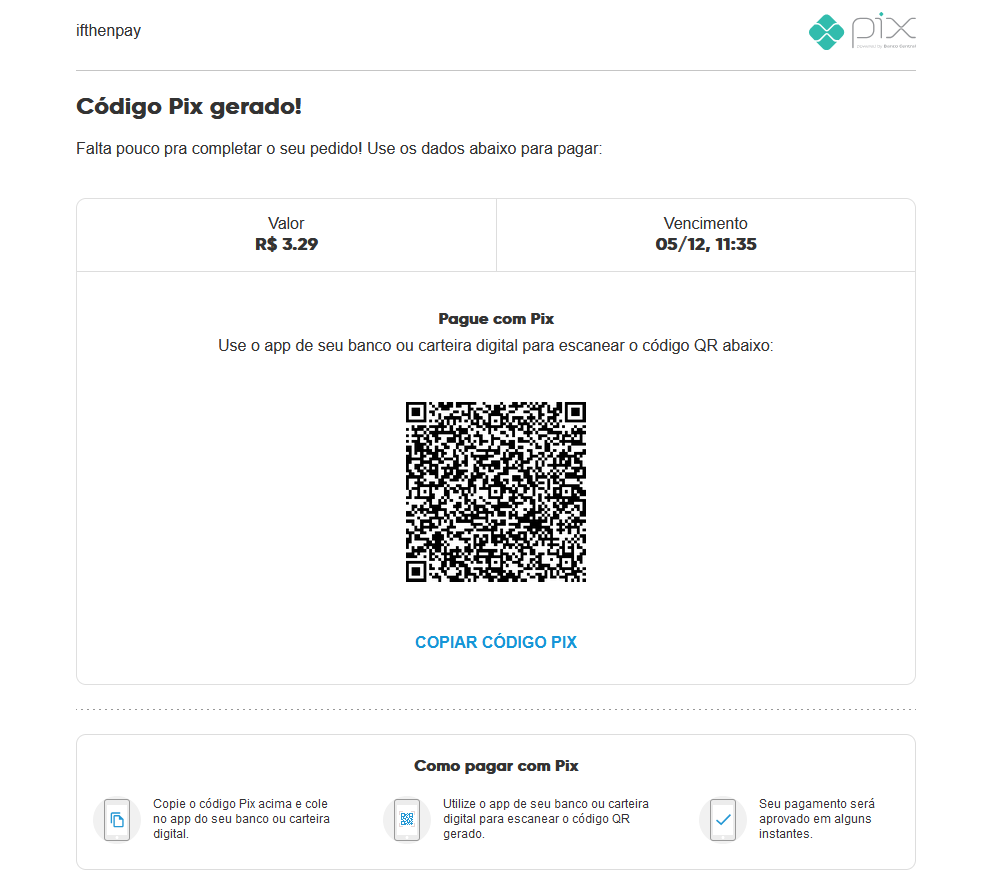 ifthenpay
pix
powered by Banco Central
Código Pix gerado!
Falta pouco pra completar o seu pedido! Use os dados abaixo para pagar:
Valor
R$ 3.29
Vencimento
05/12, 11:35
Pague com Pix
Use o app de seu banco ou carteira digital para escanear o código QR abaixo:
COPIAR CÓDIGO PIX
Como pagar com Pix
Copie o código Pix acima e cole
no app do seu banco ou carteira
digital.
Utilize o app de seu banco ou carteira
digital para escanear o código QR
gerado.
Seu pagamento será
aprovado em alguns
instantes.